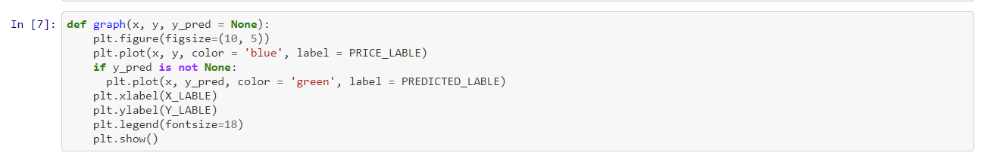 In [7]: def graph(x, y, y_pred = None):
    plt.figure(figsize=(10, 5))
    plt.plot(x, y, color = 'blue', label = PRICE_LABLE)
    if y_pred is not None:
      plt.plot(x, y_pred, color = 'green', label = PREDICTED_LABLE)
    plt.xlabel(X_LABLE)
    plt.ylabel(Y_LABLE)
    plt.legend(fontsize=18)
    plt.show()